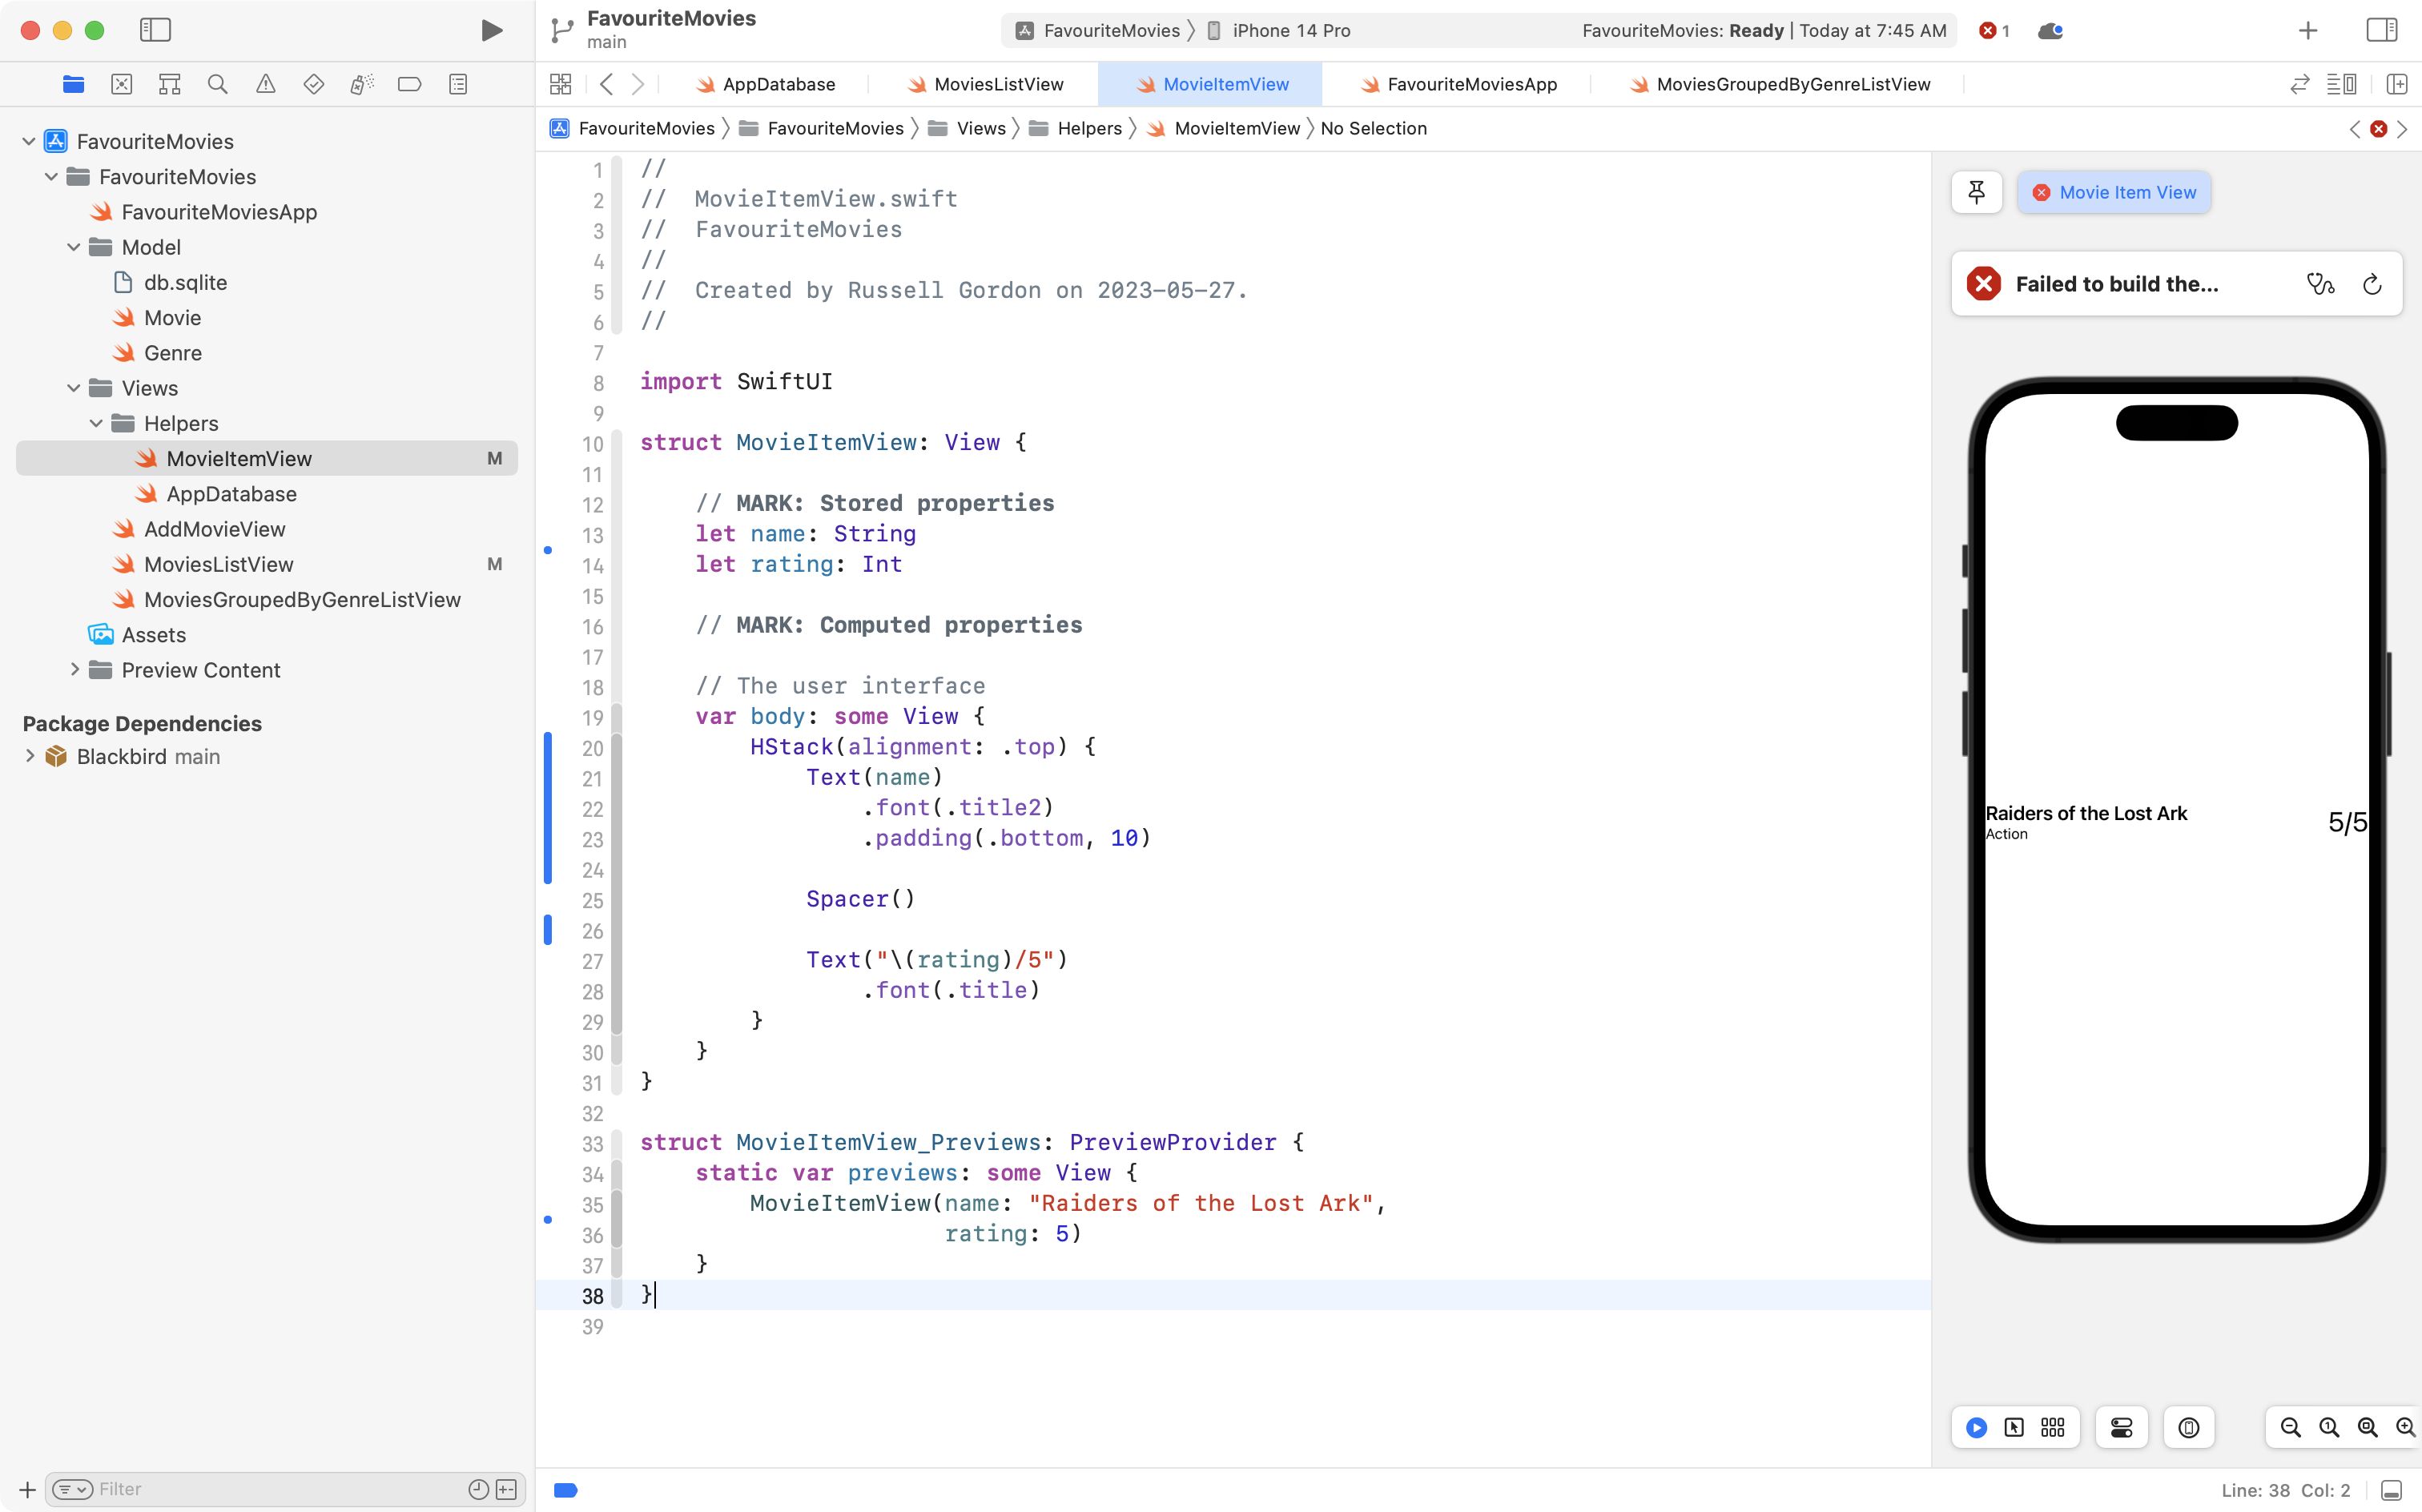 FavouriteMovies
main
FavouriteMovies iPhone 14 Pro
FavouriteMovies: Ready | Today at 7:45 AM
1
AppDatabase
MoviesListView
MovieItemView
FavouriteMoviesApp
MoviesGroupedByGenreListView
FavouriteMovies FavouriteMovies Views Helpers MovieItemView No Selection
FavouriteMovies
FavouriteMovies
FavouriteMoviesApp
Model
db.sqlite
Movie
Genre
Views
Helpers
MovieItemView M
AppDatabase
AddMovieView
MoviesListView M
MoviesGroupedByGenreListView
Assets
Preview Content
Package Dependencies
Blackbird main
Filter
1 //
2 //  MovieItemView.swift
3 //  FavouriteMovies
4 //
5 //  Created by Russell Gordon on 2023-05-27.
6 //
7
8 import SwiftUI
9
10 struct MovieItemView: View {
11
12     // MARK: Stored properties
13     let name: String
14     let rating: Int
15
16     // MARK: Computed properties
17
18     // The user interface
19     var body: some View {
20         HStack(alignment: .top) {
21             Text(name)
22                 .font(.title2)
23                 .padding(.bottom, 10)
24
25             Spacer()
26
27             Text("\(rating)/5")
28                 .font(.title)
29         }
30     }
31 }
32
33 struct MovieItemView_Previews: PreviewProvider {
34     static var previews: some View {
35         MovieItemView(name: "Raiders of the Lost Ark",
36                       rating: 5)
37     }
38 }
39
Movie Item View
Failed to build the...
Raiders of the Lost Ark
Action
5/5
Line: 38 Col: 2